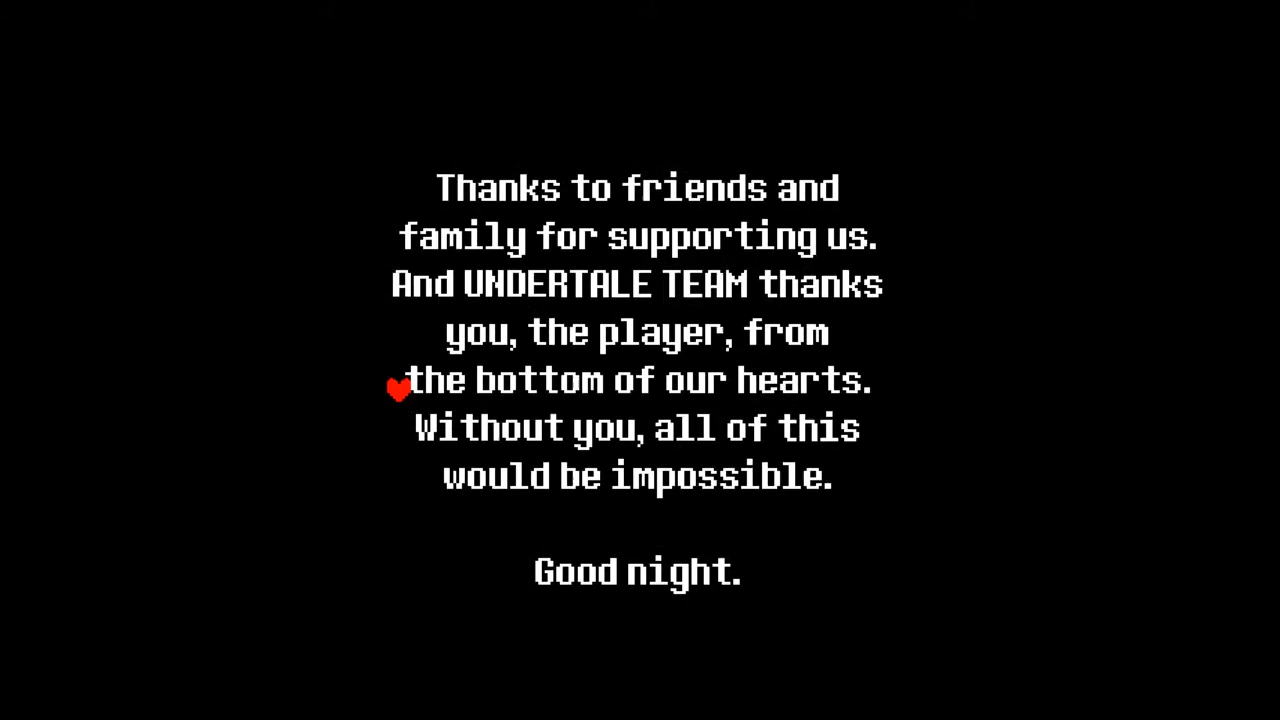 Thanks to friends and
family for supporting us.
And UNDERTALE TEAM thanks
you, the player, from
the bottom of our hearts.
Without you, all of this
would be impossible.
Good night.